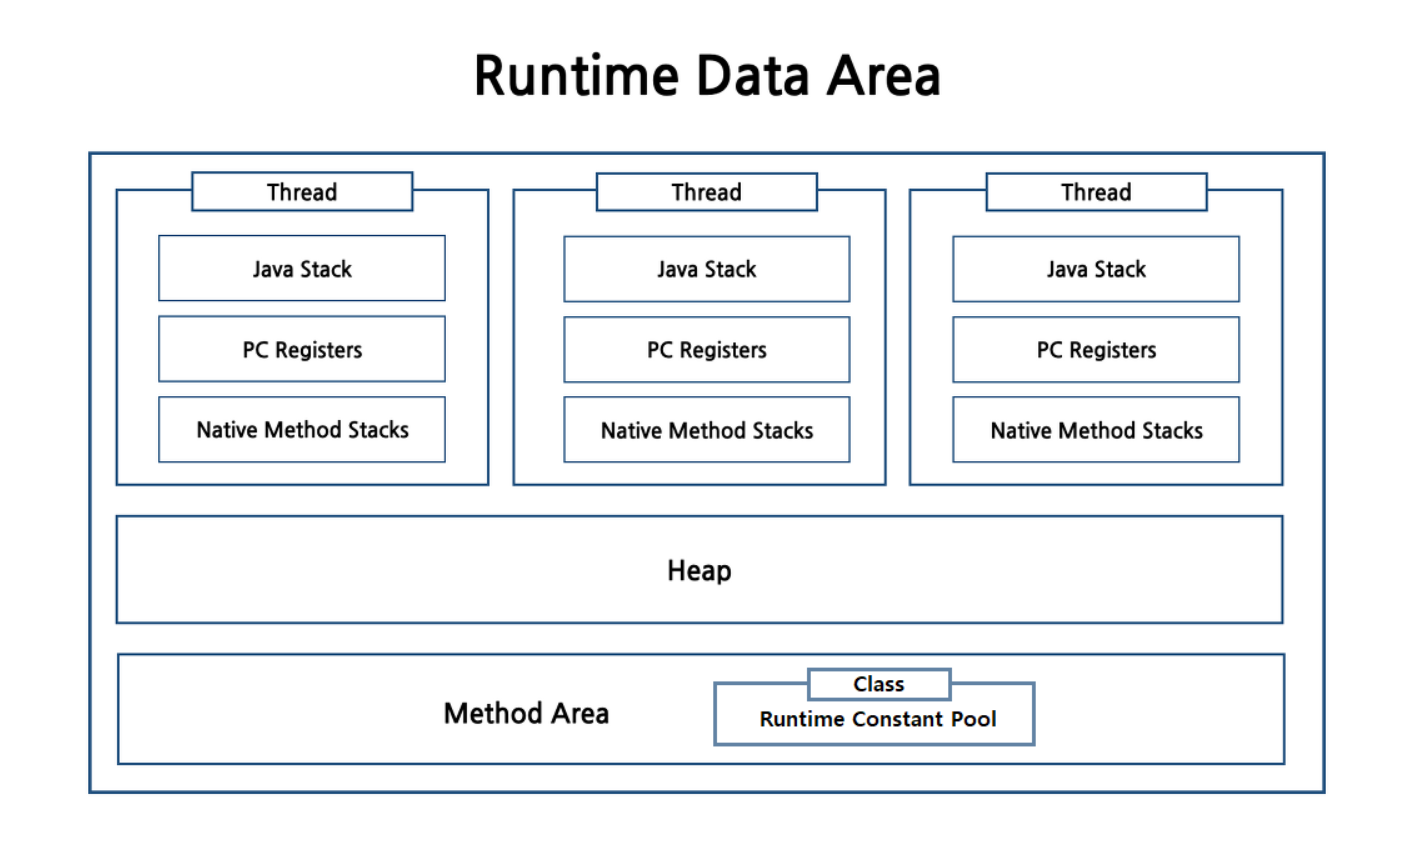 Runtime Data Area
Thread
Java Stack
PC Registers
Native Method Stacks
Thread
Java Stack
PC Registers
Native Method Stacks
Thread
Java Stack
PC Registers
Native Method Stacks
Heap
Method Area
Class
Runtime Constant Pool